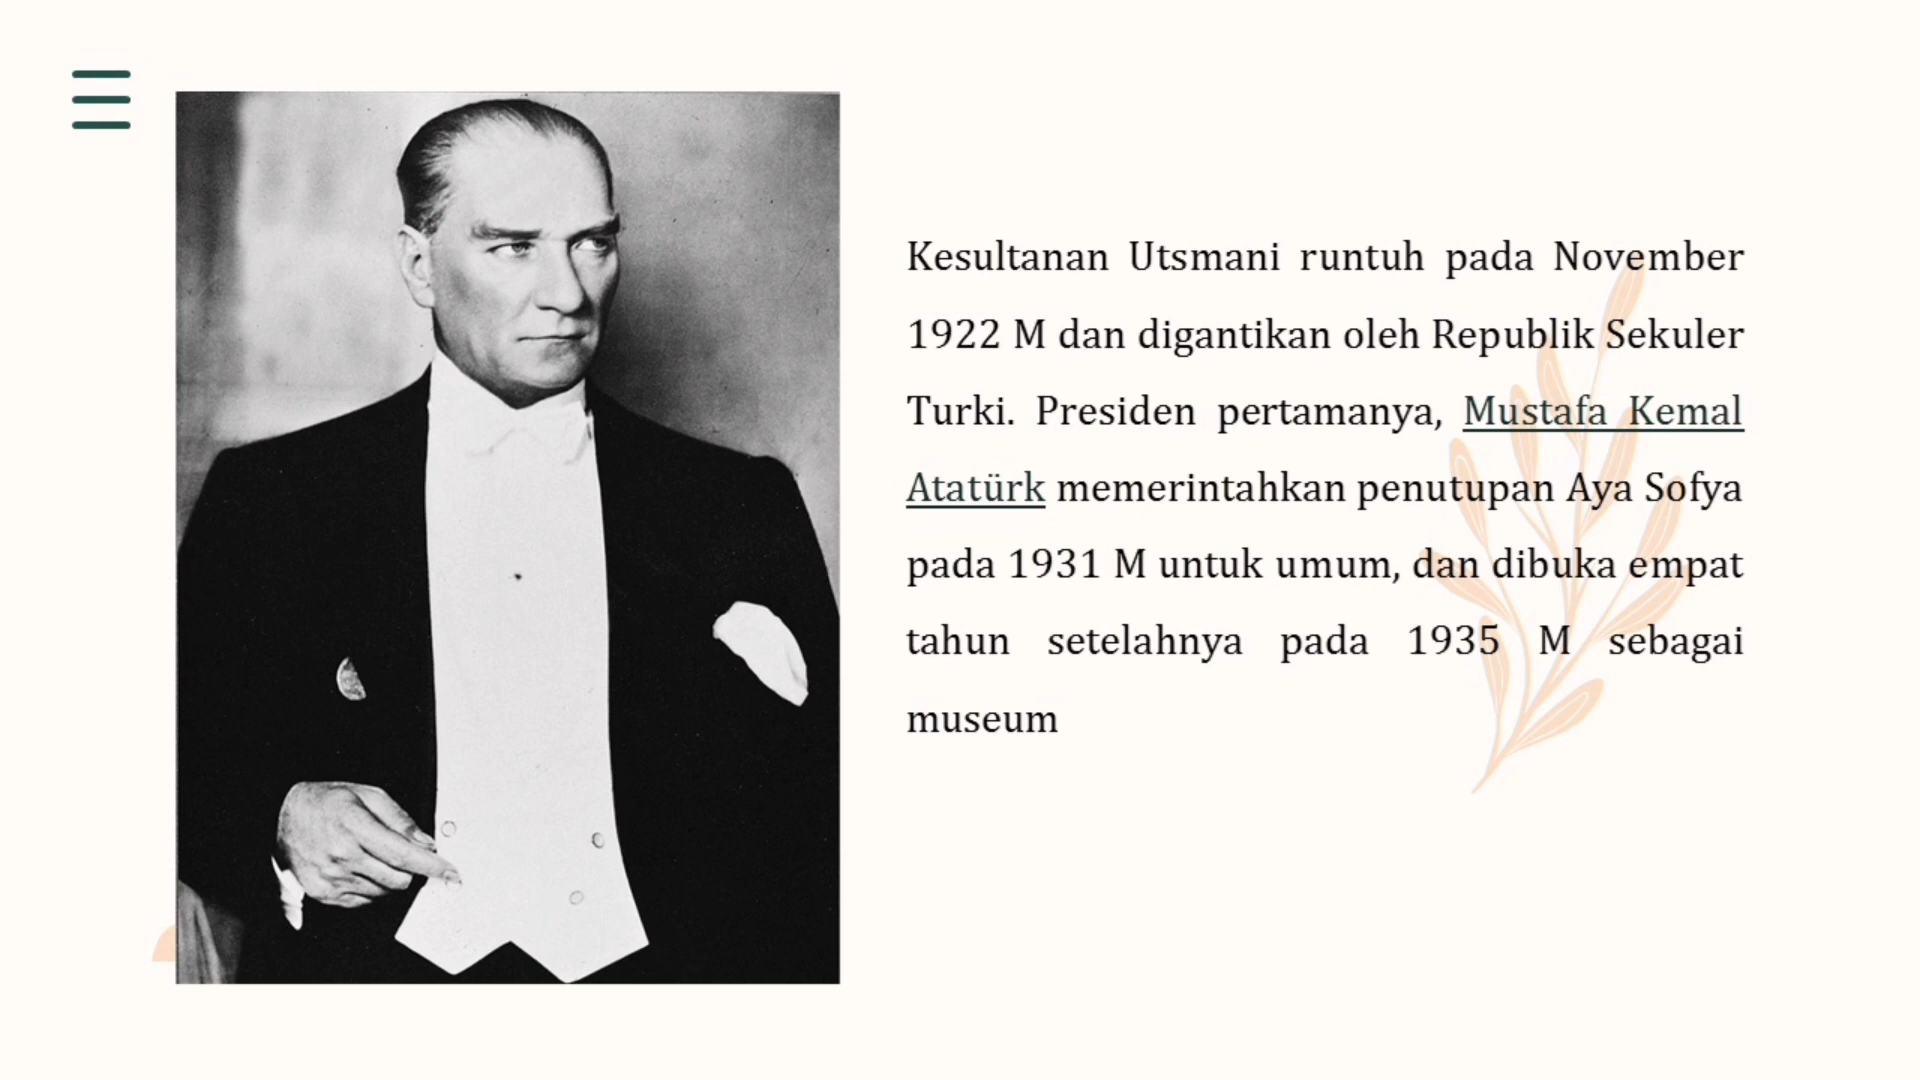 Kesultanan Utsmani runtuh pada November
1922 M dan digantikan oleh Republik Sekuler
Turki. Presiden pertamanya, Mustafa Kemal
Atatürk memerintahkan penutupan Aya Sofya
pada 1931 M untuk umum, dan dibuka empat
tahun setelahnya pada 1935 M sebagai
museum